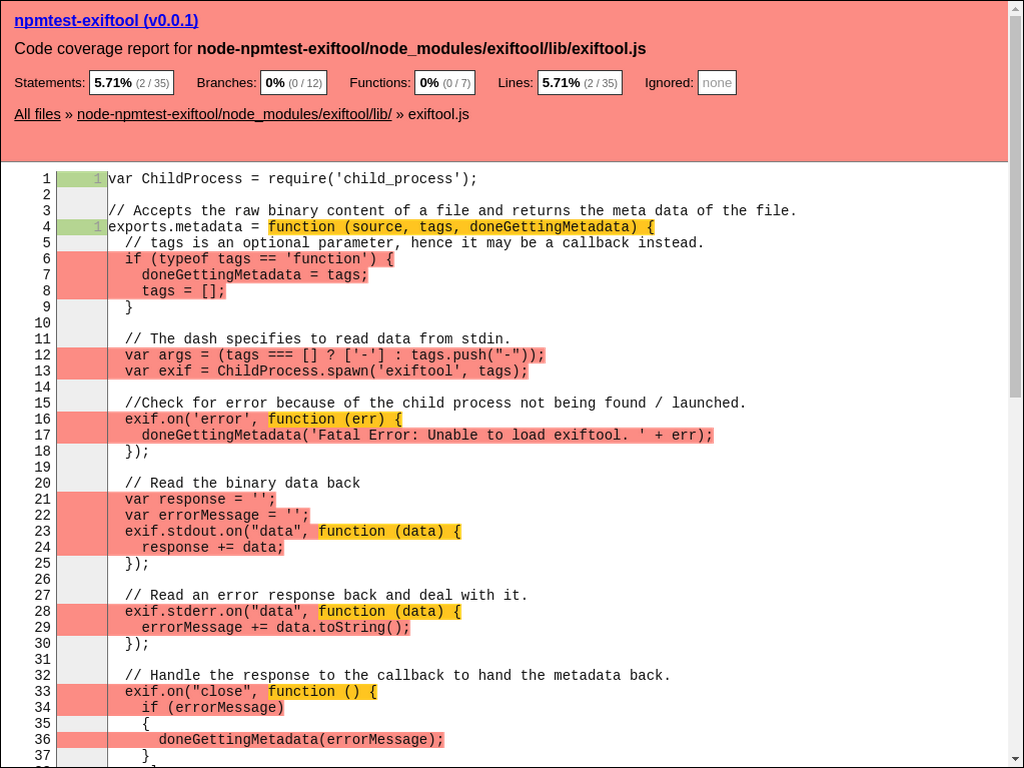 npmtest-exiftool (v0.0.1)
Code coverage report for node-npmtest-exiftool/node_modules/exiftool/lib/exiftool.js
Statements: 5.71% (2 / 35) Branches: 0% (0 / 12) Functions: 0% (0 / 7) Lines: 5.71% (2 / 35) Ignored: none
All files » node-npmtest-exiftool/node_modules/exiftool/lib/ » exiftool.js
1 1 var ChildProcess = require('child_process');
2
3 // Accepts the raw binary content of a file and returns the meta data of the file.
4 1 exports.metadata = function (source, tags, doneGettingMetadata) {
5 // tags is an optional parameter, hence it may be a callback instead.
6 if (typeof tags == 'function') {
7 doneGettingMetadata = tags;
8 tags = [];
9 }
10
11 // The dash specifies to read data from stdin.
12 var args = (tags === [] ? ['-'] : tags.push("-"));
13 var exif = ChildProcess.spawn('exiftool', tags);
14
15 //Check for error because of the child process not being found / launched.
16 exif.on('error', function (err) {
17 doneGettingMetadata('Fatal Error: Unable to load exiftool. ' + err);
18 });
19
20 // Read the binary data back
21 var response = '';
22 var errorMessage = '';
23 exif.stdout.on("data", function (data) {
24 response += data;
25 });
26
27 // Read an error response back and deal with it.
28 exif.stderr.on("data", function (data) {
29 errorMessage += data.toString();
30 });
31
32 // Handle the response to the callback to hand the metadata back.
33 exif.on("close", function () {
34 if (errorMessage)
35 {
36 doneGettingMetadata(errorMessage);
37 }